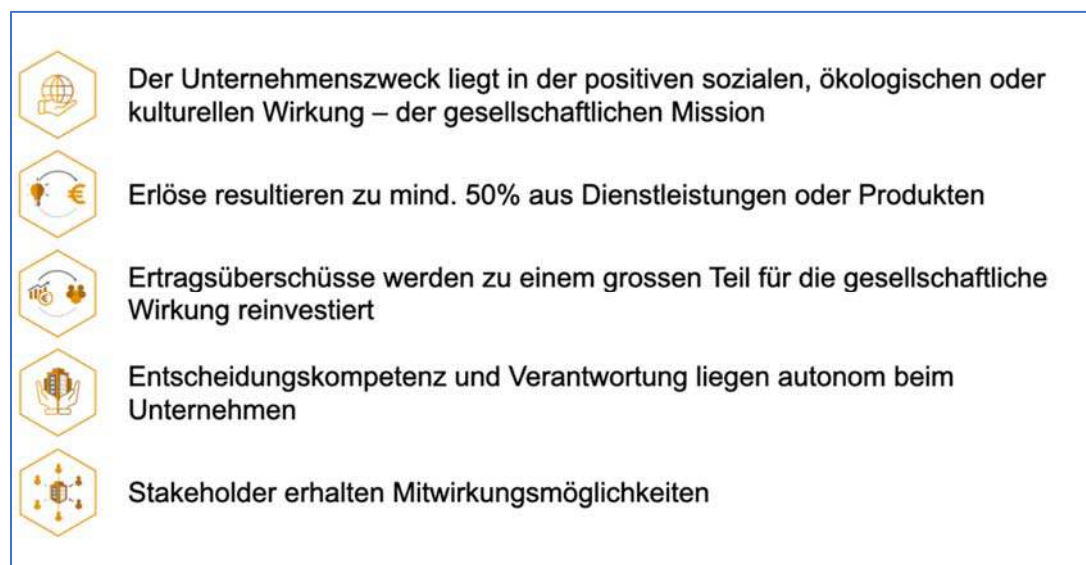 Der Unternehmenszweck liegt in der positiven sozialen, ökologischen oder
kulturellen Wirkung – der gesellschaftlichen Mission
Erlöse resultieren zu mind. 50% aus Dienstleistungen oder Produkten
Ertragsüberschüsse werden zu einem grossen Teil für die gesellschaftliche
Wirkung reinvestiert
Entscheidungskompetenz und Verantwortung liegen autonom beim
Unternehmen
Stakeholder erhalten Mitwirkungsmöglichkeiten